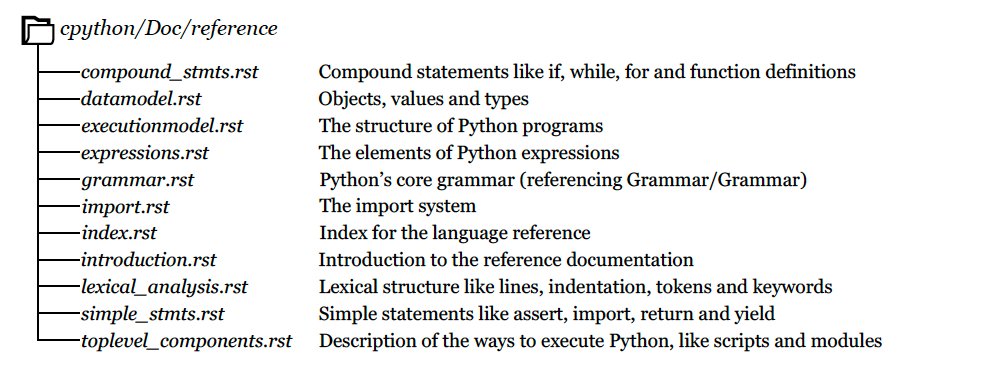 cpython/Doc/reference
compound_stmts.rst Compound statements like if, while, for and function definitions
datamodel.rst Objects, values and types
executionmodel.rst The structure of Python programs
expressions.rst The elements of Python expressions
grammar.rst Python’s core grammar (referencing Grammar/Grammar)
import.rst The import system
index.rst Index for the language reference
introduction.rst Introduction to the reference documentation
lexical_analysis.rst Lexical structure like lines, indentation, tokens and keywords
simple_stmts.rst Simple statements like assert, import, return and yield
toplevel_components.rst Description of the ways to execute Python, like scripts and modules